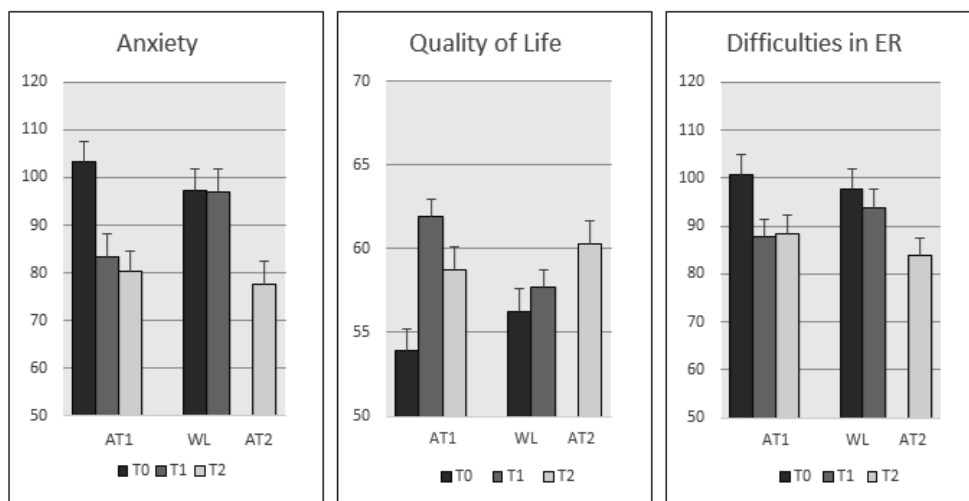 Anxiety
120
110
100
90
80
70
60
50
AT1 WL AT2
T0 T1 T2
Quality of Life
70
65
60
55
50
AT1 WL AT2
T0 T1 T2
Difficulties in ER
120
110
100
90
80
70
60
50
AT1 WL AT2
T0 T1 T2